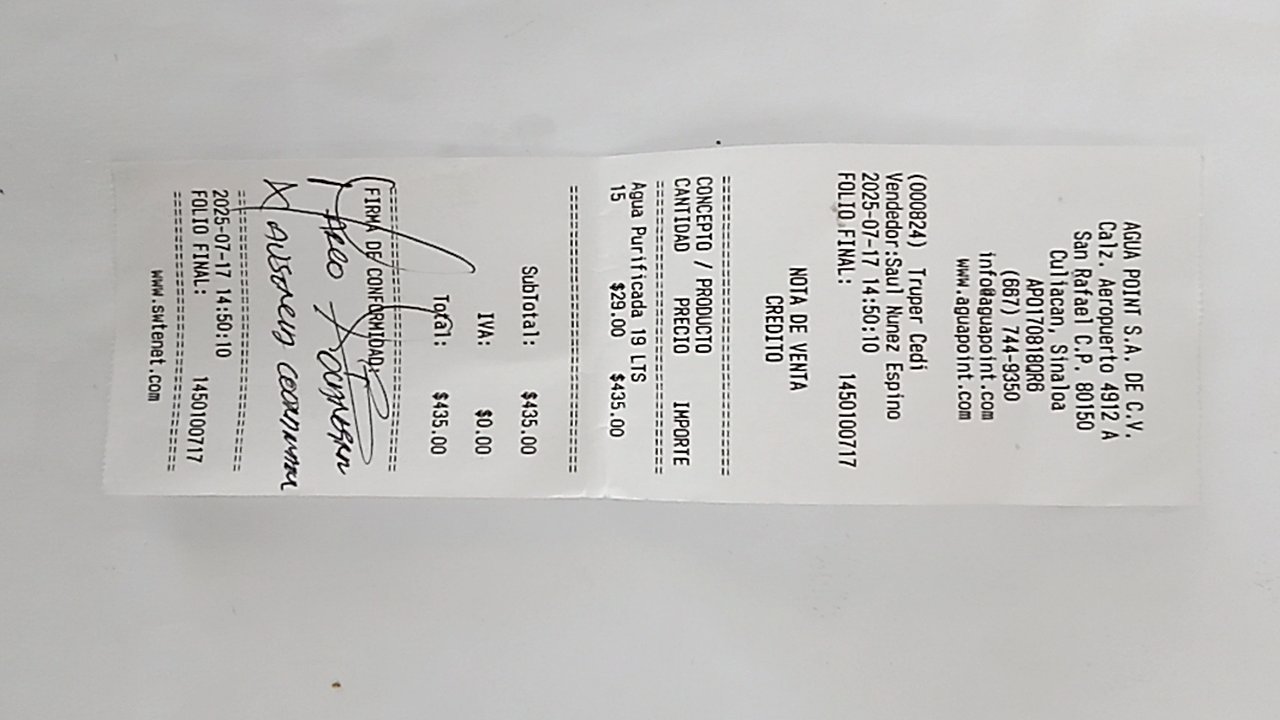 AGUA POINT S.A. DE C.V.
Calz. Aeropuerto 4912 A
San Rafael C.P. 80150
Culiacan, Sinaloa
APO170818QR6
(667) 744-9350
info@aguapoint.com
www.aguapoint.com
(000824) Truper Cedi
Vendedor:Saul Nunez Espino
2025-07-17 14:50:10
FOLIO FINAL: 1450100717
NOTA DE VENTA
CREDITO
================================
CONCEPTO / PRODUCTO
CANTIDAD PRECIO IMPORTE
================================
Agua Purificada 19 LTS
15 $29.00 $435.00
================================
SubTotal: $435.00
IVA: $0.00
Total: $435.00
================================
FIRMA DE CONFORMIDAD
================================
2025-07-17 14:50:10
FOLIO FINAL: 1450100717
================================
www.swtenet.com